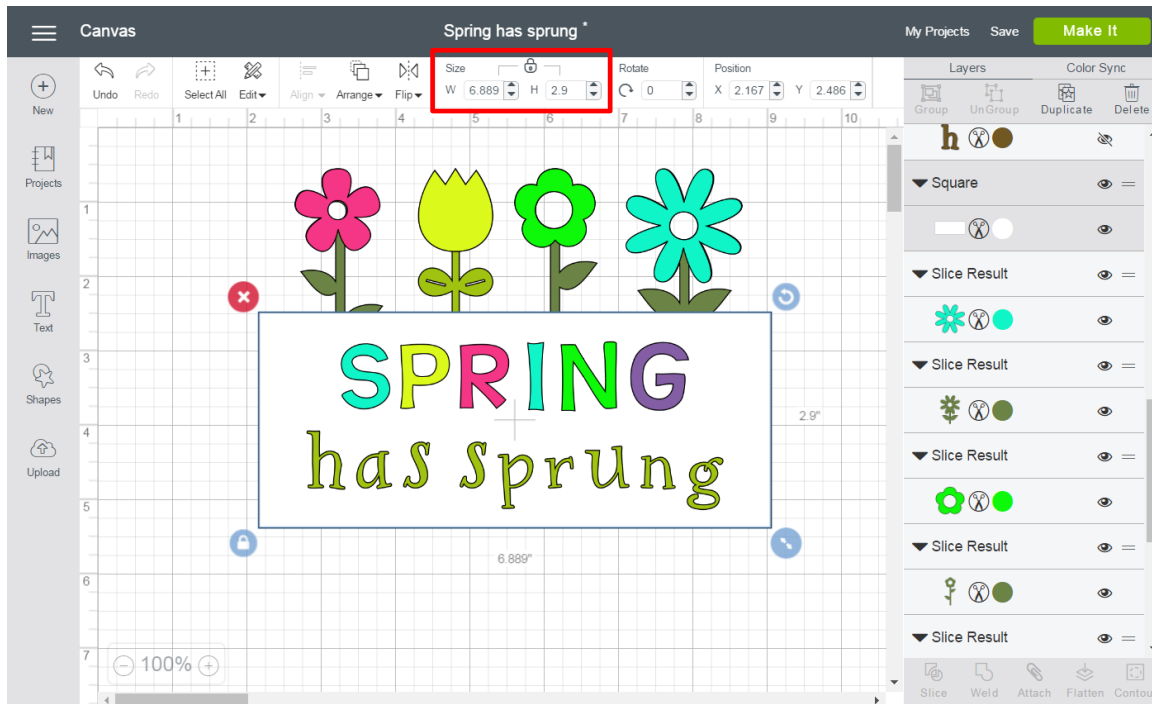 Canvas
Spring has sprung *
My Projects Save Make It
Undo Redo Select All Edit Align Arrange Flip
Size
W 6.889 H 2.9
Rotate
0
Position
X 2.167 Y 2.486
Layers Color Sync
Group UnGroup Duplicate Delete
New
Projects
Images
Text
Shapes
Upload
1 2 3 4 5 6 7 8 9 10
1
2
3
4
5
6
7
SPRING
has sprung
2.9"
6.889"
100%
h
Square
Slice Result
Slice Result
Slice Result
Slice Result
Slice Result
Slice Weld Attach Flatten Contou